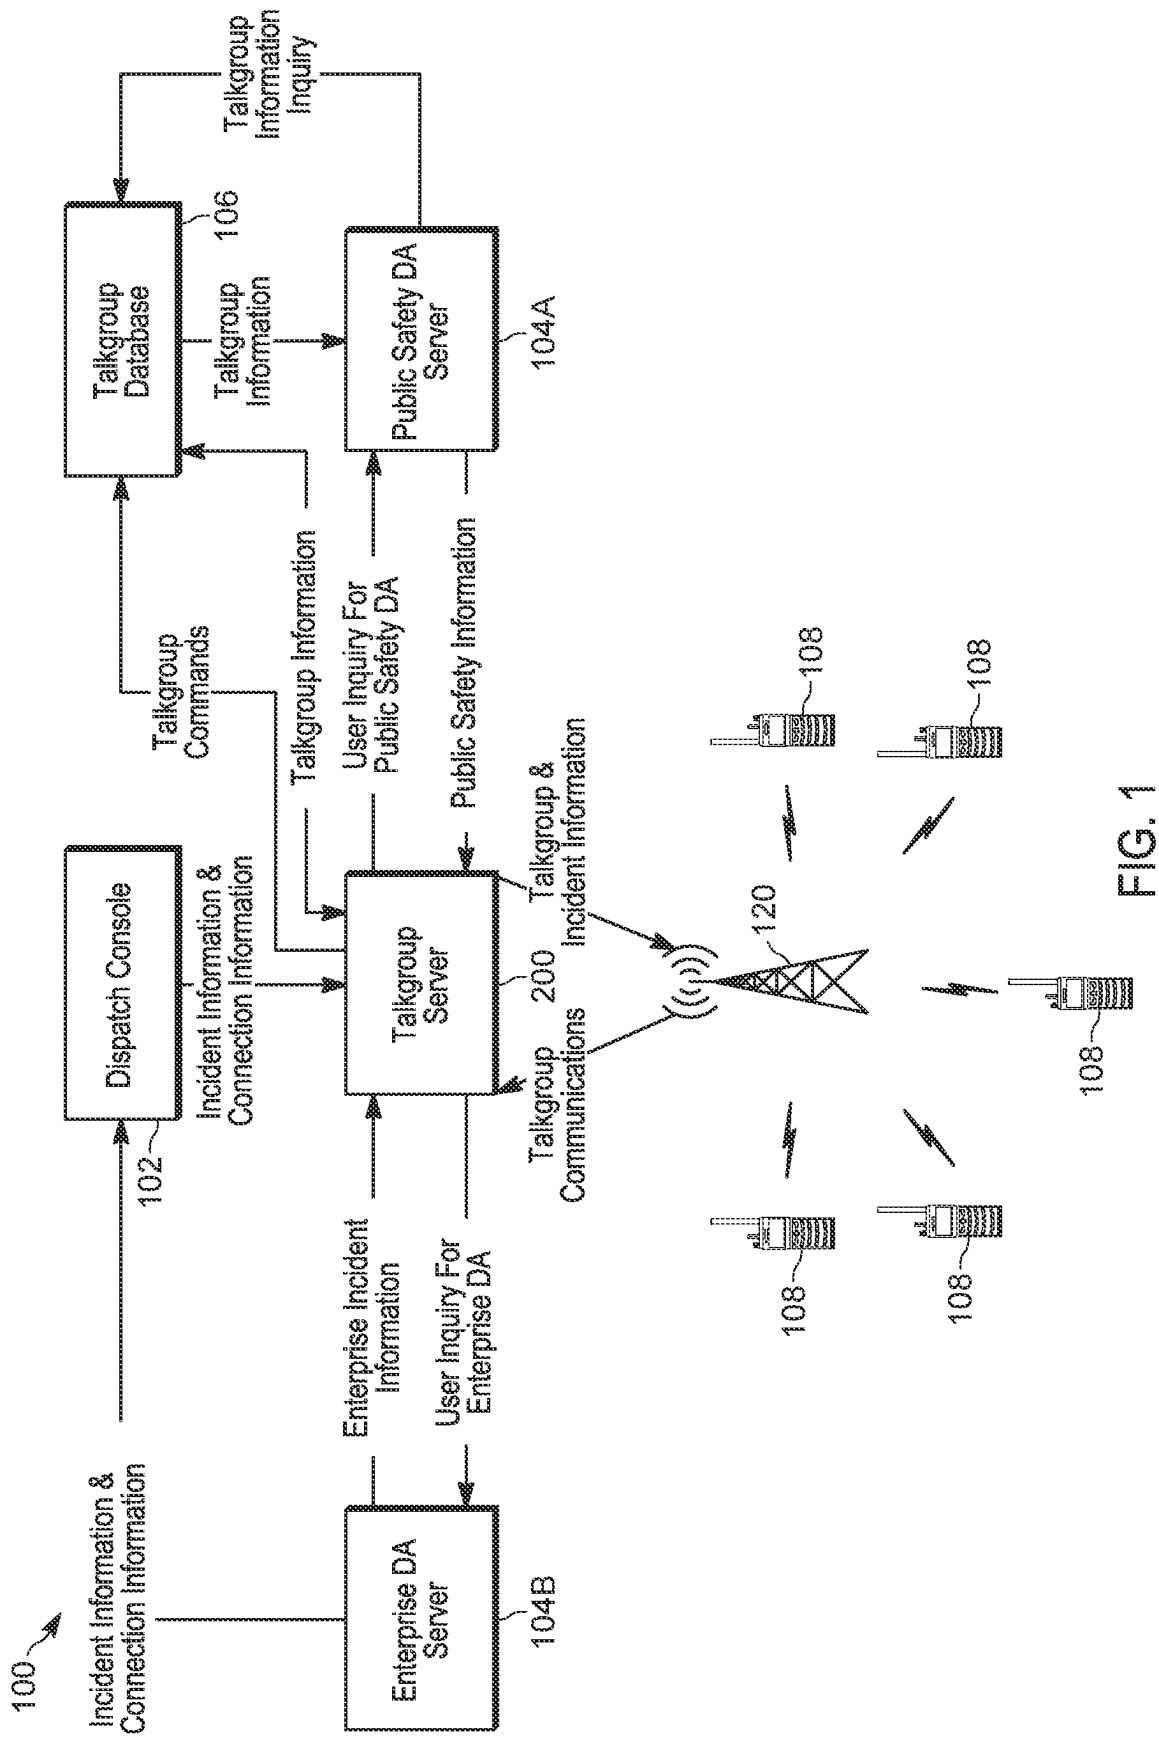 100
Incident Information &
Connection Information
Dispatch Console
102
Incident Information &
Connection Information
Talkgroup
Commands
Talkgroup
Database
106
Talkgroup
Information
Inquiry
Talkgroup
Information
Talkgroup Information
Enterprise DA
Server
104B
Enterprise Incident
Information
User Inquiry For
Enterprise DA
Talkgroup
Server
200
User Inquiry For
Public Safety DA
Public Safety Information
Public Safety DA
Server
104A
Talkgroup
Communications
Talkgroup &
Incident Information
120
108
108
108
108
108
FIG. 1